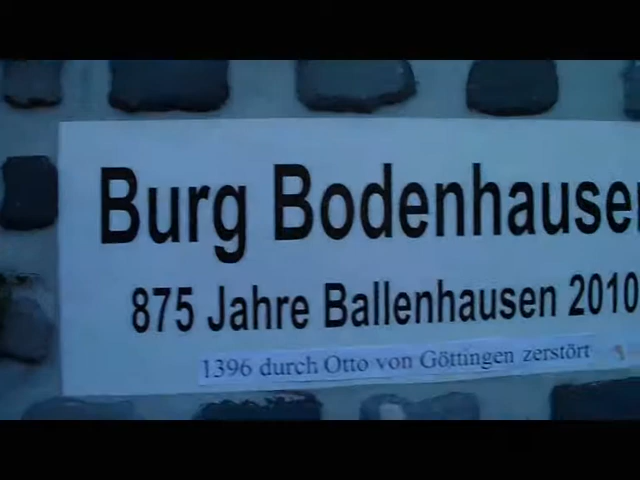 Burg Bodenhausen
875 Jahre Ballenhausen 2010
1396 durch Otto von Göttingen zerstört